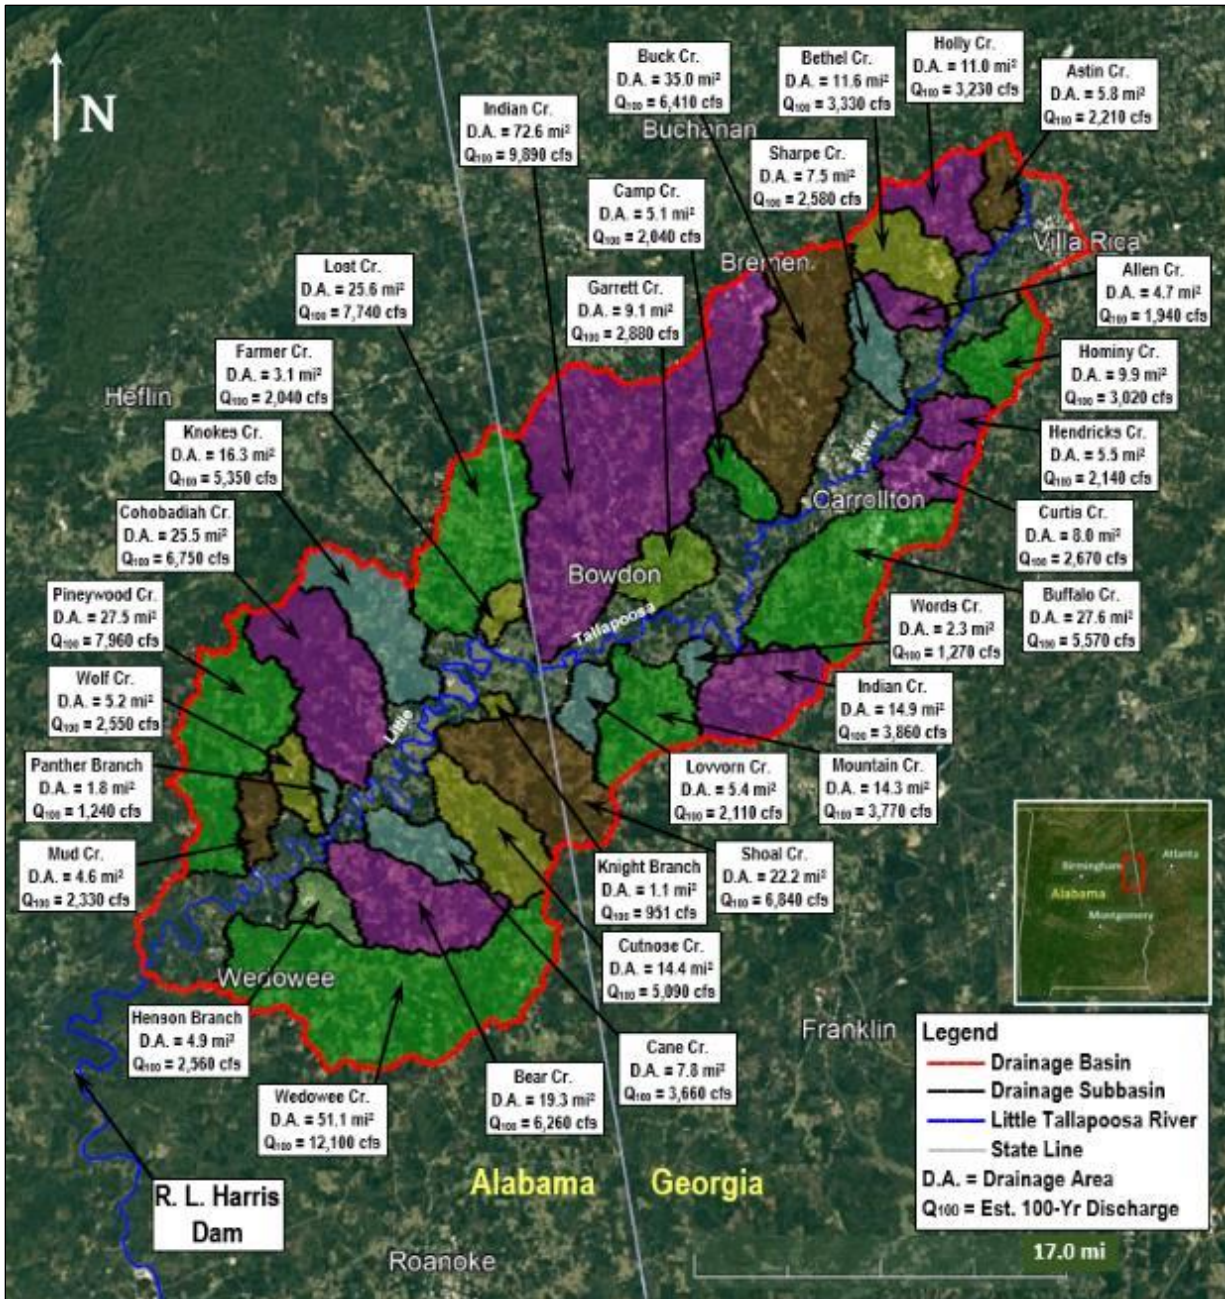 N
Buck Cr.
D.A. = 35.0 mi²
Q₁₀₀ = 6,410 cfs
Bethel Cr.
D.A. = 11.6 mi²
Q₁₀₀ = 3,330 cfs
Holly Cr.
D.A. = 11.0 mi²
Q₁₀₀ = 3,230 cfs
Astin Cr.
D.A. = 5.8 mi²
Q₁₀₀ = 2,210 cfs
Indian Cr.
D.A. = 72.6 mi²
Q₁₀₀ = 9,890 cfs
Buchanan
Sharpe Cr.
D.A. = 7.5 mi²
Q₁₀₀ = 2,580 cfs
Camp Cr.
D.A. = 5.1 mi²
Q₁₀₀ = 2,040 cfs
Villa Rica
Bremen
Lost Cr.
D.A. = 25.6 mi²
Q₁₀₀ = 7,740 cfs
Garrett Cr.
D.A. = 9.1 mi²
Q₁₀₀ = 2,880 cfs
Allen Cr.
D.A. = 4.7 mi²
Q₁₀₀ = 1,940 cfs
Farmer Cr.
D.A. = 3.1 mi²
Q₁₀₀ = 2,040 cfs
Hominy Cr.
D.A. = 9.9 mi²
Q₁₀₀ = 3,020 cfs
Heflin
Knokes Cr.
D.A. = 16.3 mi²
Q₁₀₀ = 5,350 cfs
Hendricks Cr.
D.A. = 5.5 mi²
Q₁₀₀ = 2,140 cfs
River
Carrollton
Cohobadiah Cr.
D.A. = 25.5 mi²
Q₁₀₀ = 6,750 cfs
Curtis Cr.
D.A. = 8.0 mi²
Q₁₀₀ = 2,670 cfs
Bowdon
Pineywood Cr.
D.A. = 27.5 mi²
Q₁₀₀ = 7,960 cfs
Words Cr.
D.A. = 2.3 mi²
Q₁₀₀ = 1,270 cfs
Buffalo Cr.
D.A. = 27.6 mi²
Q₁₀₀ = 5,570 cfs
Tallapoosa
Wolf Cr.
D.A. = 5.2 mi²
Q₁₀₀ = 2,550 cfs
Indian Cr.
D.A. = 14.9 mi²
Q₁₀₀ = 3,860 cfs
Little
Panther Branch
D.A. = 1.8 mi²
Q₁₀₀ = 1,240 cfs
Lovvorn Cr.
D.A. = 5.4 mi²
Q₁₀₀ = 2,110 cfs
Mountain Cr.
D.A. = 14.3 mi²
Q₁₀₀ = 3,770 cfs
Mud Cr.
D.A. = 4.6 mi²
Q₁₀₀ = 2,330 cfs
Knight Branch
D.A. = 1.1 mi²
Q₁₀₀ = 951 cfs
Shoal Cr.
D.A. = 22.2 mi²
Q₁₀₀ = 6,840 cfs
Birmingham
Atlanta
Alabama
Montgomery
Cutnose Cr.
D.A. = 14.4 mi²
Q₁₀₀ = 5,090 cfs
Wedowee
Henson Branch
D.A. = 4.9 mi²
Q₁₀₀ = 2,560 cfs
Franklin
Cane Cr.
D.A. = 7.8 mi²
Q₁₀₀ = 3,660 cfs
Bear Cr.
D.A. = 19.3 mi²
Q₁₀₀ = 6,260 cfs
Wedowee Cr.
D.A. = 51.1 mi²
Q₁₀₀ = 12,100 cfs
Legend
Drainage Basin
Drainage Subbasin
Little Tallapoosa River
State Line
D.A. = Drainage Area
Q₁₀₀ = Est. 100-Yr Discharge
Alabama
Georgia
R. L. Harris
Dam
Roanoke
17.0 mi